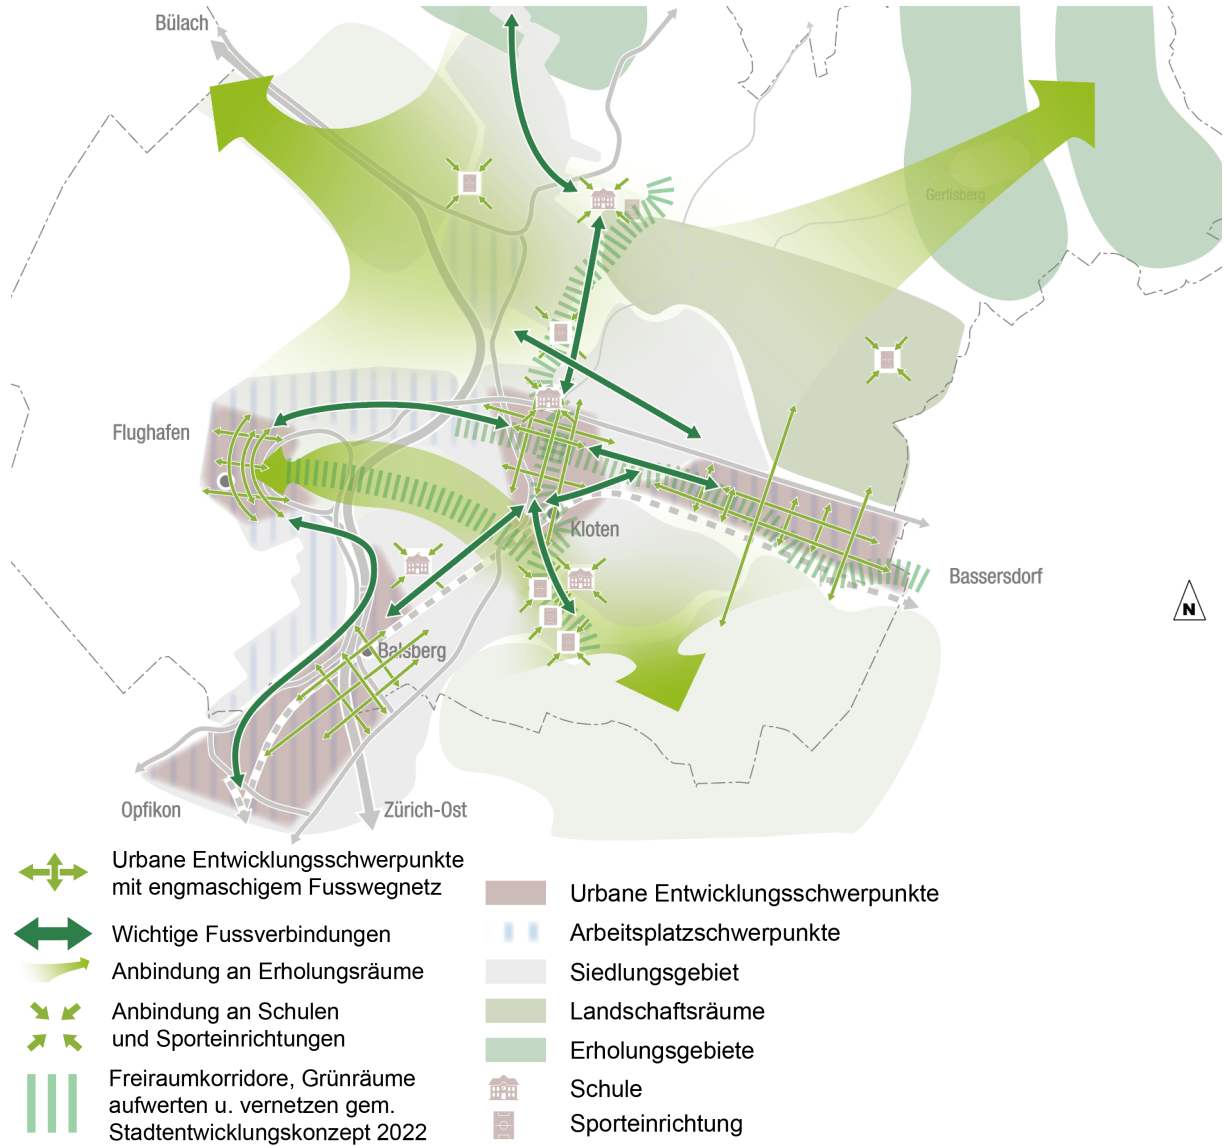 Bülach
Gerlisberg
Flughafen
Kloten
Bassersdorf
N
Balsberg
Opfikon
Zürich-Ost
Urbane Entwicklungsschwerpunkte
mit engmaschigem Fusswegnetz
Wichtige Fussverbindungen
Anbindung an Erholungsräume
Anbindung an Schulen
und Sporteinrichtungen
Freiraumkorridore, Grünräume
aufwerten u. vernetzen gem.
Stadtentwicklungskonzept 2022
Urbane Entwicklungsschwerpunkte
Arbeitsplatzschwerpunkte
Siedlungsgebiet
Landschaftsräume
Erholungsgebiete
Schule
Sporteinrichtung